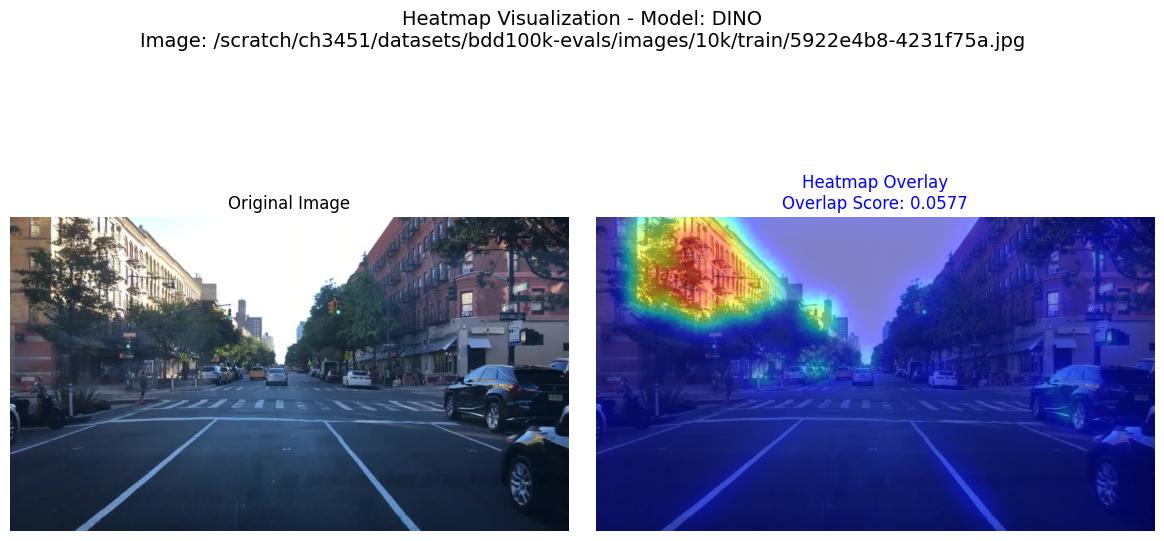 Heatmap Visualization - Model: DINO
Image: /scratch/ch3451/datasets/bdd100k-evals/images/10k/train/5922e4b8-4231f75a.jpg
Original Image
Heatmap Overlay
Overlap Score: 0.0577